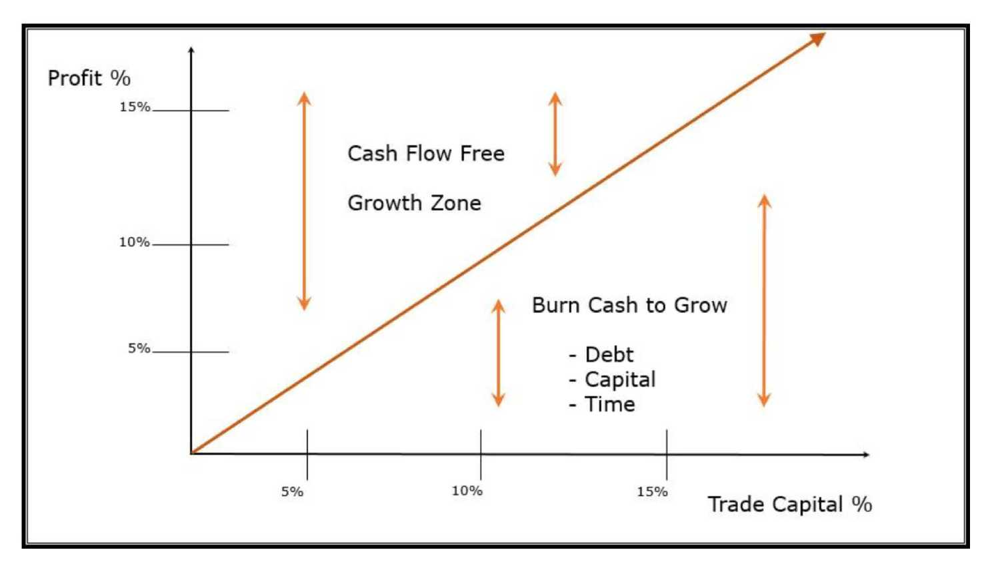 Profit %
15%
Cash Flow Free
Growth Zone
10%
Burn Cash to Grow
5%
- Debt
- Capital
- Time
5%
10%
15%
Trade Capital %